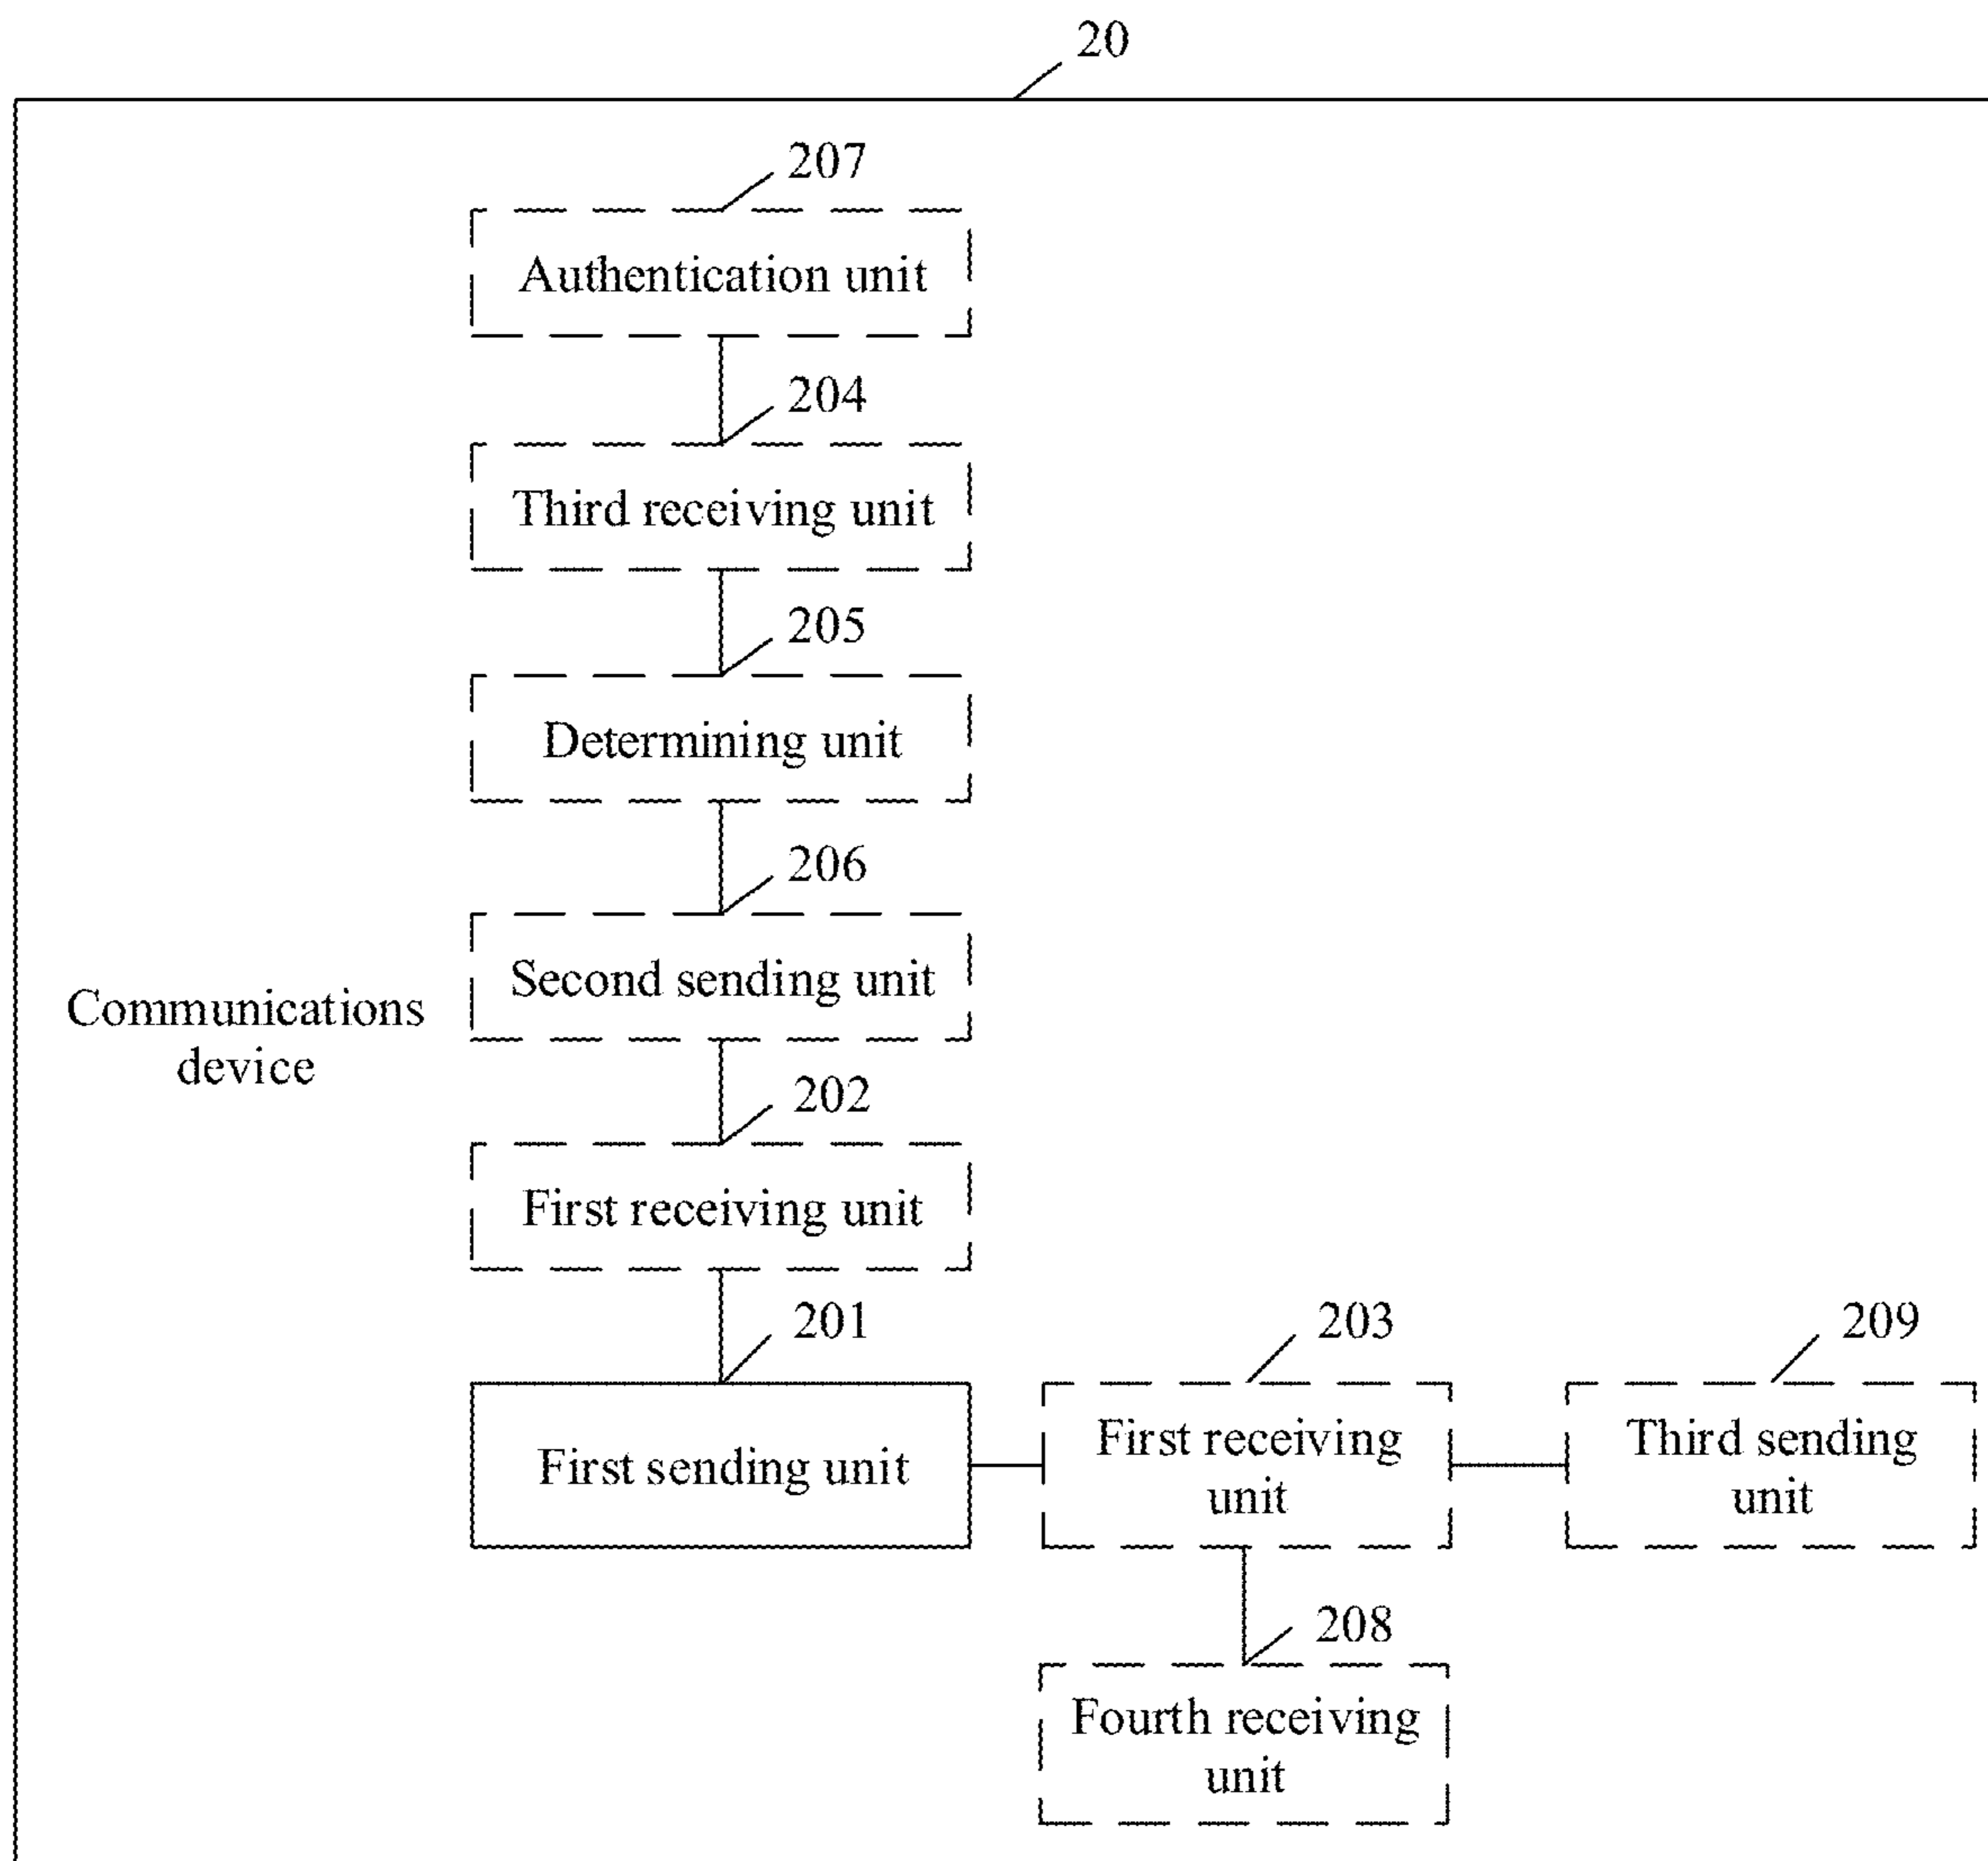 20
207
Authentication unit
204
Third receiving unit
205
Determining unit
206
Second sending unit
Communications
device
202
First receiving unit
201
203
209
First sending unit
First receiving
unit
Third sending
unit
208
Fourth receiving
unit